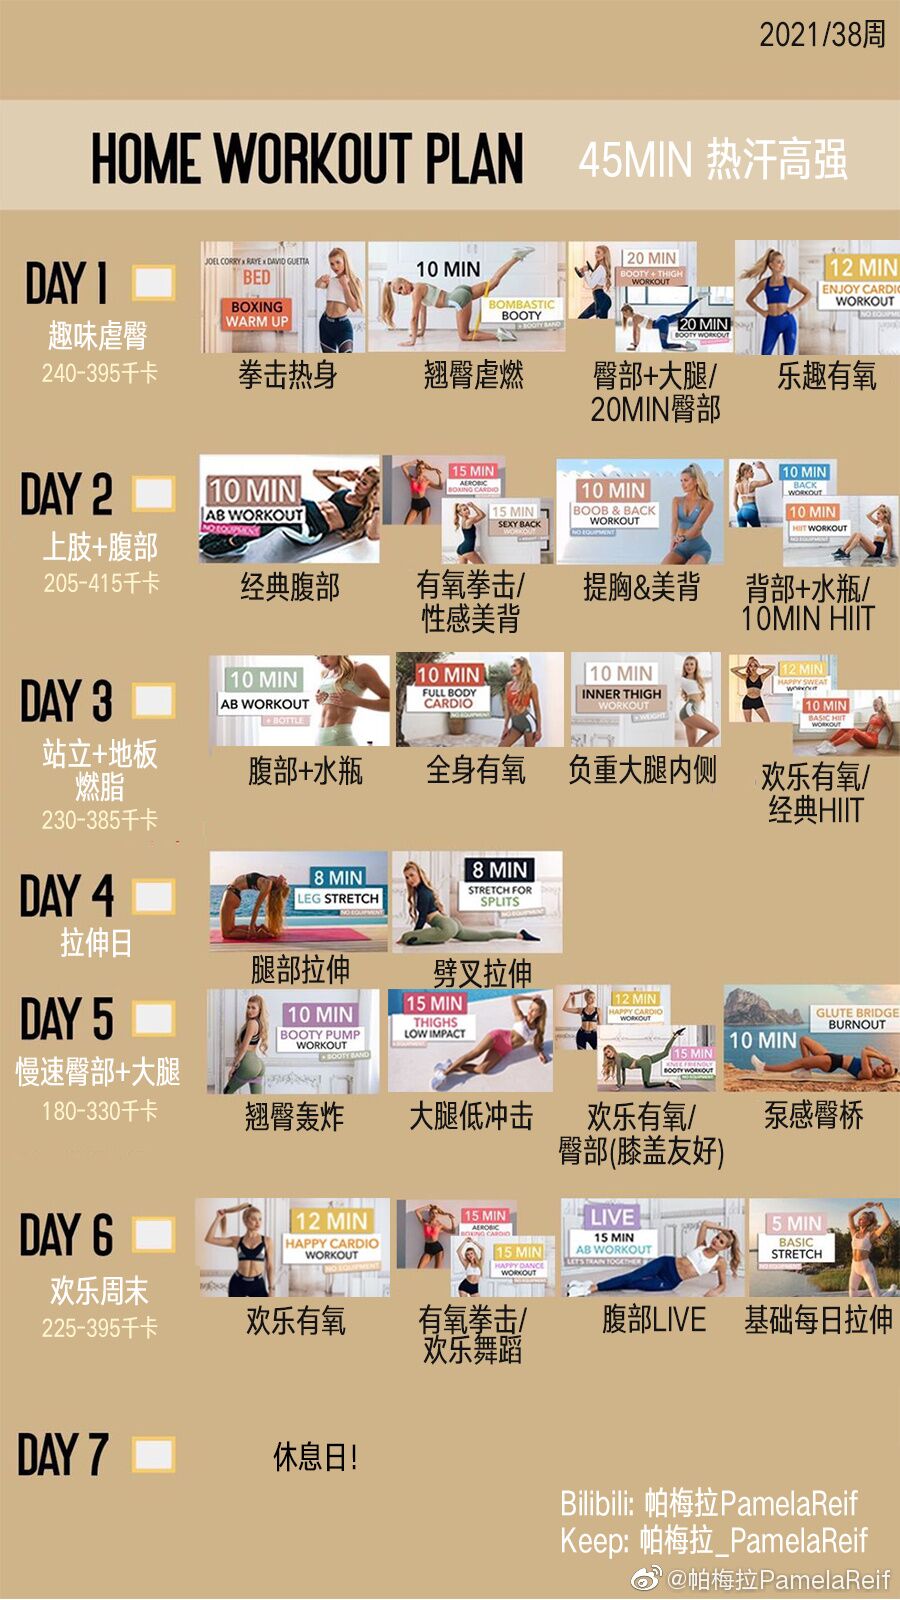 2021/38周
HOME WORKOUT PLAN 45MIN 热汗高强
DAY 1
趣味虐臀
240-395千卡
JOEL CORRY x RAYE x DAVID GUETTA
BED
BOXING
WARM UP
拳击热身
10 MIN
BOMBASTIC
BOOTY
+ BOOTY BAND
翘臀虐燃
20 MIN
BOOTY + THIGH
WORKOUT
20 MIN
BOOTY WORKOUT
臀部+大腿/
20MIN臀部
12 MIN
ENJOY CARDIO
WORKOUT
NO EQUIPMENT
乐趣有氧
DAY 2
上肢+腹部
205-415千卡
10 MIN
AB WORKOUT
NO EQUIPMENT
经典腹部
15 MIN
AEROBIC
BOXING CARDIO
15 MIN
SEXY BACK
WORKOUT
有氧拳击/
性感美背
10 MIN
BOOB & BACK
WORKOUT
NO EQUIPMENT
提胸&美背
10 MIN
BACK
WORKOUT
10 MIN
HIIT WORKOUT
NO EQUIPMENT
背部+水瓶/
10MIN HIIT
DAY 3
站立+地板
燃脂
230-385千卡
10 MIN
AB WORKOUT
+ BOTTLE
腹部+水瓶
10 MIN
FULL BODY
CARDIO
NO EQUIPMENT
全身有氧
10 MIN
INNER THIGH
WORKOUT
+ WEIGHT
负重大腿内侧
12 MIN
HAPPY SWEAT
WORKOUT
10 MIN
BASIC HIIT
WORKOUT
欢乐有氧/
经典HIIT
DAY 4
拉伸日
8 MIN
LEG STRETCH
NO EQUIPMENT
腿部拉伸
8 MIN
STRETCH FOR
SPLITS
NO EQUIPMENT
劈叉拉伸
DAY 5
慢速臀部+大腿
180-330千卡
10 MIN
BOOTY PUMP
WORKOUT
+ BOOTY BAND
翘臀轰炸
15 MIN
THIGHS
LOW IMPACT
NO EQUIPMENT
大腿低冲击
12 MIN
HAPPY CARDIO
WORKOUT
15 MIN
KNEE FRIENDLY
BOOTY WORKOUT
NO EQUIPMENT
欢乐有氧/
臀部(膝盖友好)
GLUTE BRIDGE
BURNOUT
10 MIN
泵感臀桥
DAY 6
欢乐周末
225-395千卡
12 MIN
HAPPY CARDIO
WORKOUT
NO EQUIPMENT
欢乐有氧
15 MIN
AEROBIC
BOXING CARDIO
15 MIN
HAPPY DANCE
WORKOUT
有氧拳击/
欢乐舞蹈
LIVE
15 MIN
AB WORKOUT
LET'S TRAIN TOGETHER
腹部LIVE
5 MIN
BASIC
STRETCH
NO EQUIPMENT
基础每日拉伸
DAY 7
休息日!
Bilibili: 帕梅拉PamelaReif
Keep: 帕梅拉_PamelaReif
@帕梅拉PamelaReif